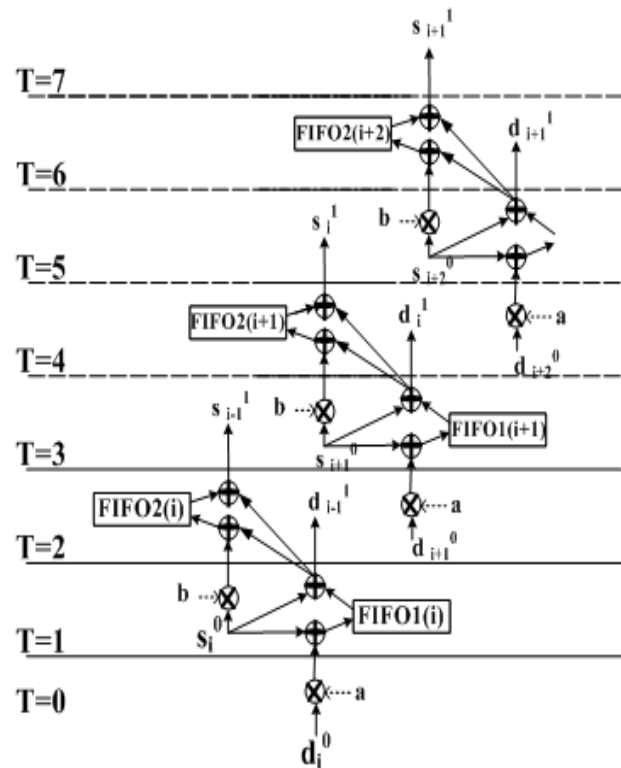 s i+1 1
T=7
FIFO2(i+2)
d i+1 1
T=6
b
s i 1
s i+2 0
T=5
FIFO2(i+1)
d i 1
a
d i+2 0
T=4
s i-1 1
b
FIFO1(i+1)
s i+1 0
T=3
FIFO2(i)
d i-1 1
a
d i+1 0
T=2
b
FIFO1(i)
s i 0
T=1
T=0
a
d i 0